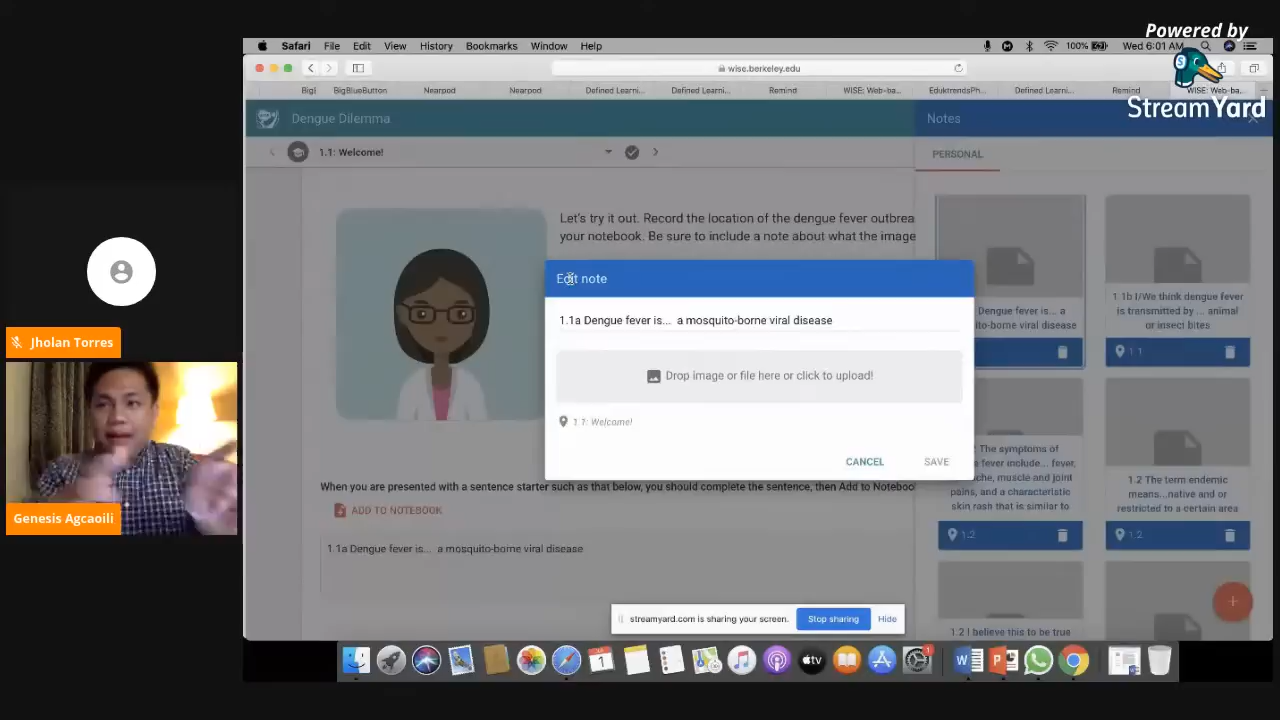 Powered by
StreamYard
Safari File Edit View History Bookmarks Window Help
100% Wed 6:01 AM
wise.berkeley.edu
BigBlueButton Nearpod Nearpod Defined Learni... Defined Learni... Remind WISE: Web-ba... EduktrendsPh... Defined Learni... Remind WISE: Web-ba...
Dengue Dilemma
Notes
1.1: Welcome!
PERSONAL
Let's try it out. Record the location of the dengue fever outbrea
your notebook. Be sure to include a note about what the image
Edit note
1.1a Dengue fever is... a mosquito-borne viral disease
Drop image or file here or click to upload!
1.1: Welcome!
CANCEL SAVE
Dengue fever is... a
ito-borne viral disease
1.1b I/We think dengue fever
is transmitted by ... animal
or insect bites
1.1
The symptoms of
fever include... fever,
ache, muscle and joint
pains, and a characteristic
skin rash that is similar to
1.2
1.2 The term endemic
means...native and or
restricted to a certain area
1.2
1.2 I believe this to be true
When you are presented with a sentence starter such as that below, you should complete the sentence, then Add to Noteboo
ADD TO NOTEBOOK
1.1a Dengue fever is... a mosquito-borne viral disease
streamyard.com is sharing your screen. Stop sharing Hide
Jholan Torres
Genesis Agcaoili
tv
1